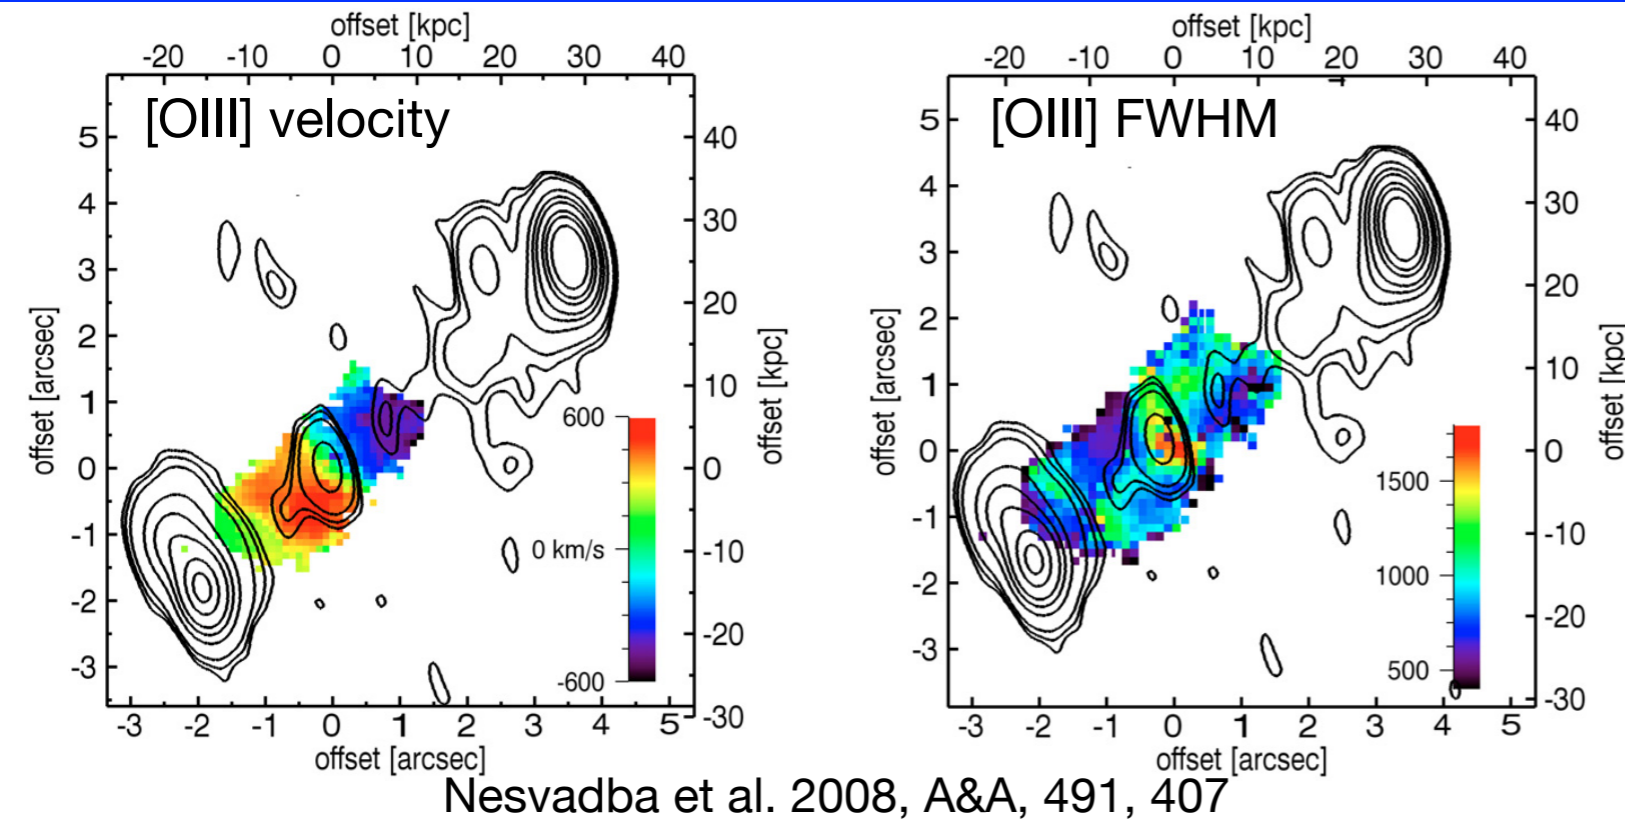 offset [kpc]
-20 -10 0 10 20 30 40
[OIII] velocity
5
4
3
2
1
0
-1
-2
-3
offset [arcsec]
40
30
20
10
0
-10
-20
-30
offset [kpc]
600
0 km/s
-600
-3 -2 -1 0 1 2 3 4 5
offset [arcsec]
offset [kpc]
-20 -10 0 10 20 30 40
[OIII] FWHM
5
4
3
2
1
0
-1
-2
-3
offset [arcsec]
40
30
20
10
0
-10
-20
-30
offset [kpc]
1500
1000
500
-3 -2 -1 0 1 2 3 4 5
offset [arcsec]
Nesvadba et al. 2008, A&A, 491, 407